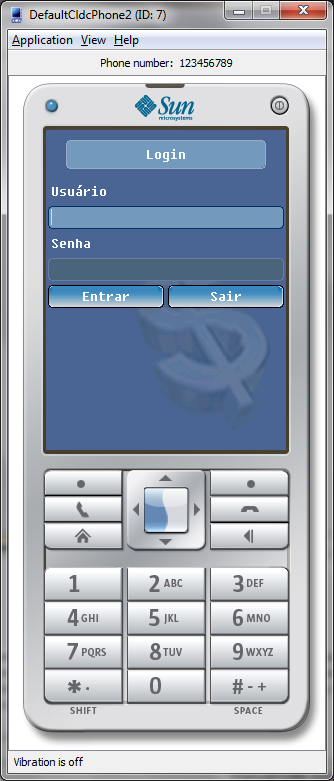 DefaultCldcPhone2 (ID: 7)
Application View Help
Phone number: 123456789
Sun
microsystems
Login
Usuário
Senha
Entrar Sair
1 2 ABC 3 DEF
4 GHI 5 JKL 6 MNO
7 PQRS 8 TUV 9 WXYZ
* . 0 # - +
SHIFT SPACE
Vibration is off